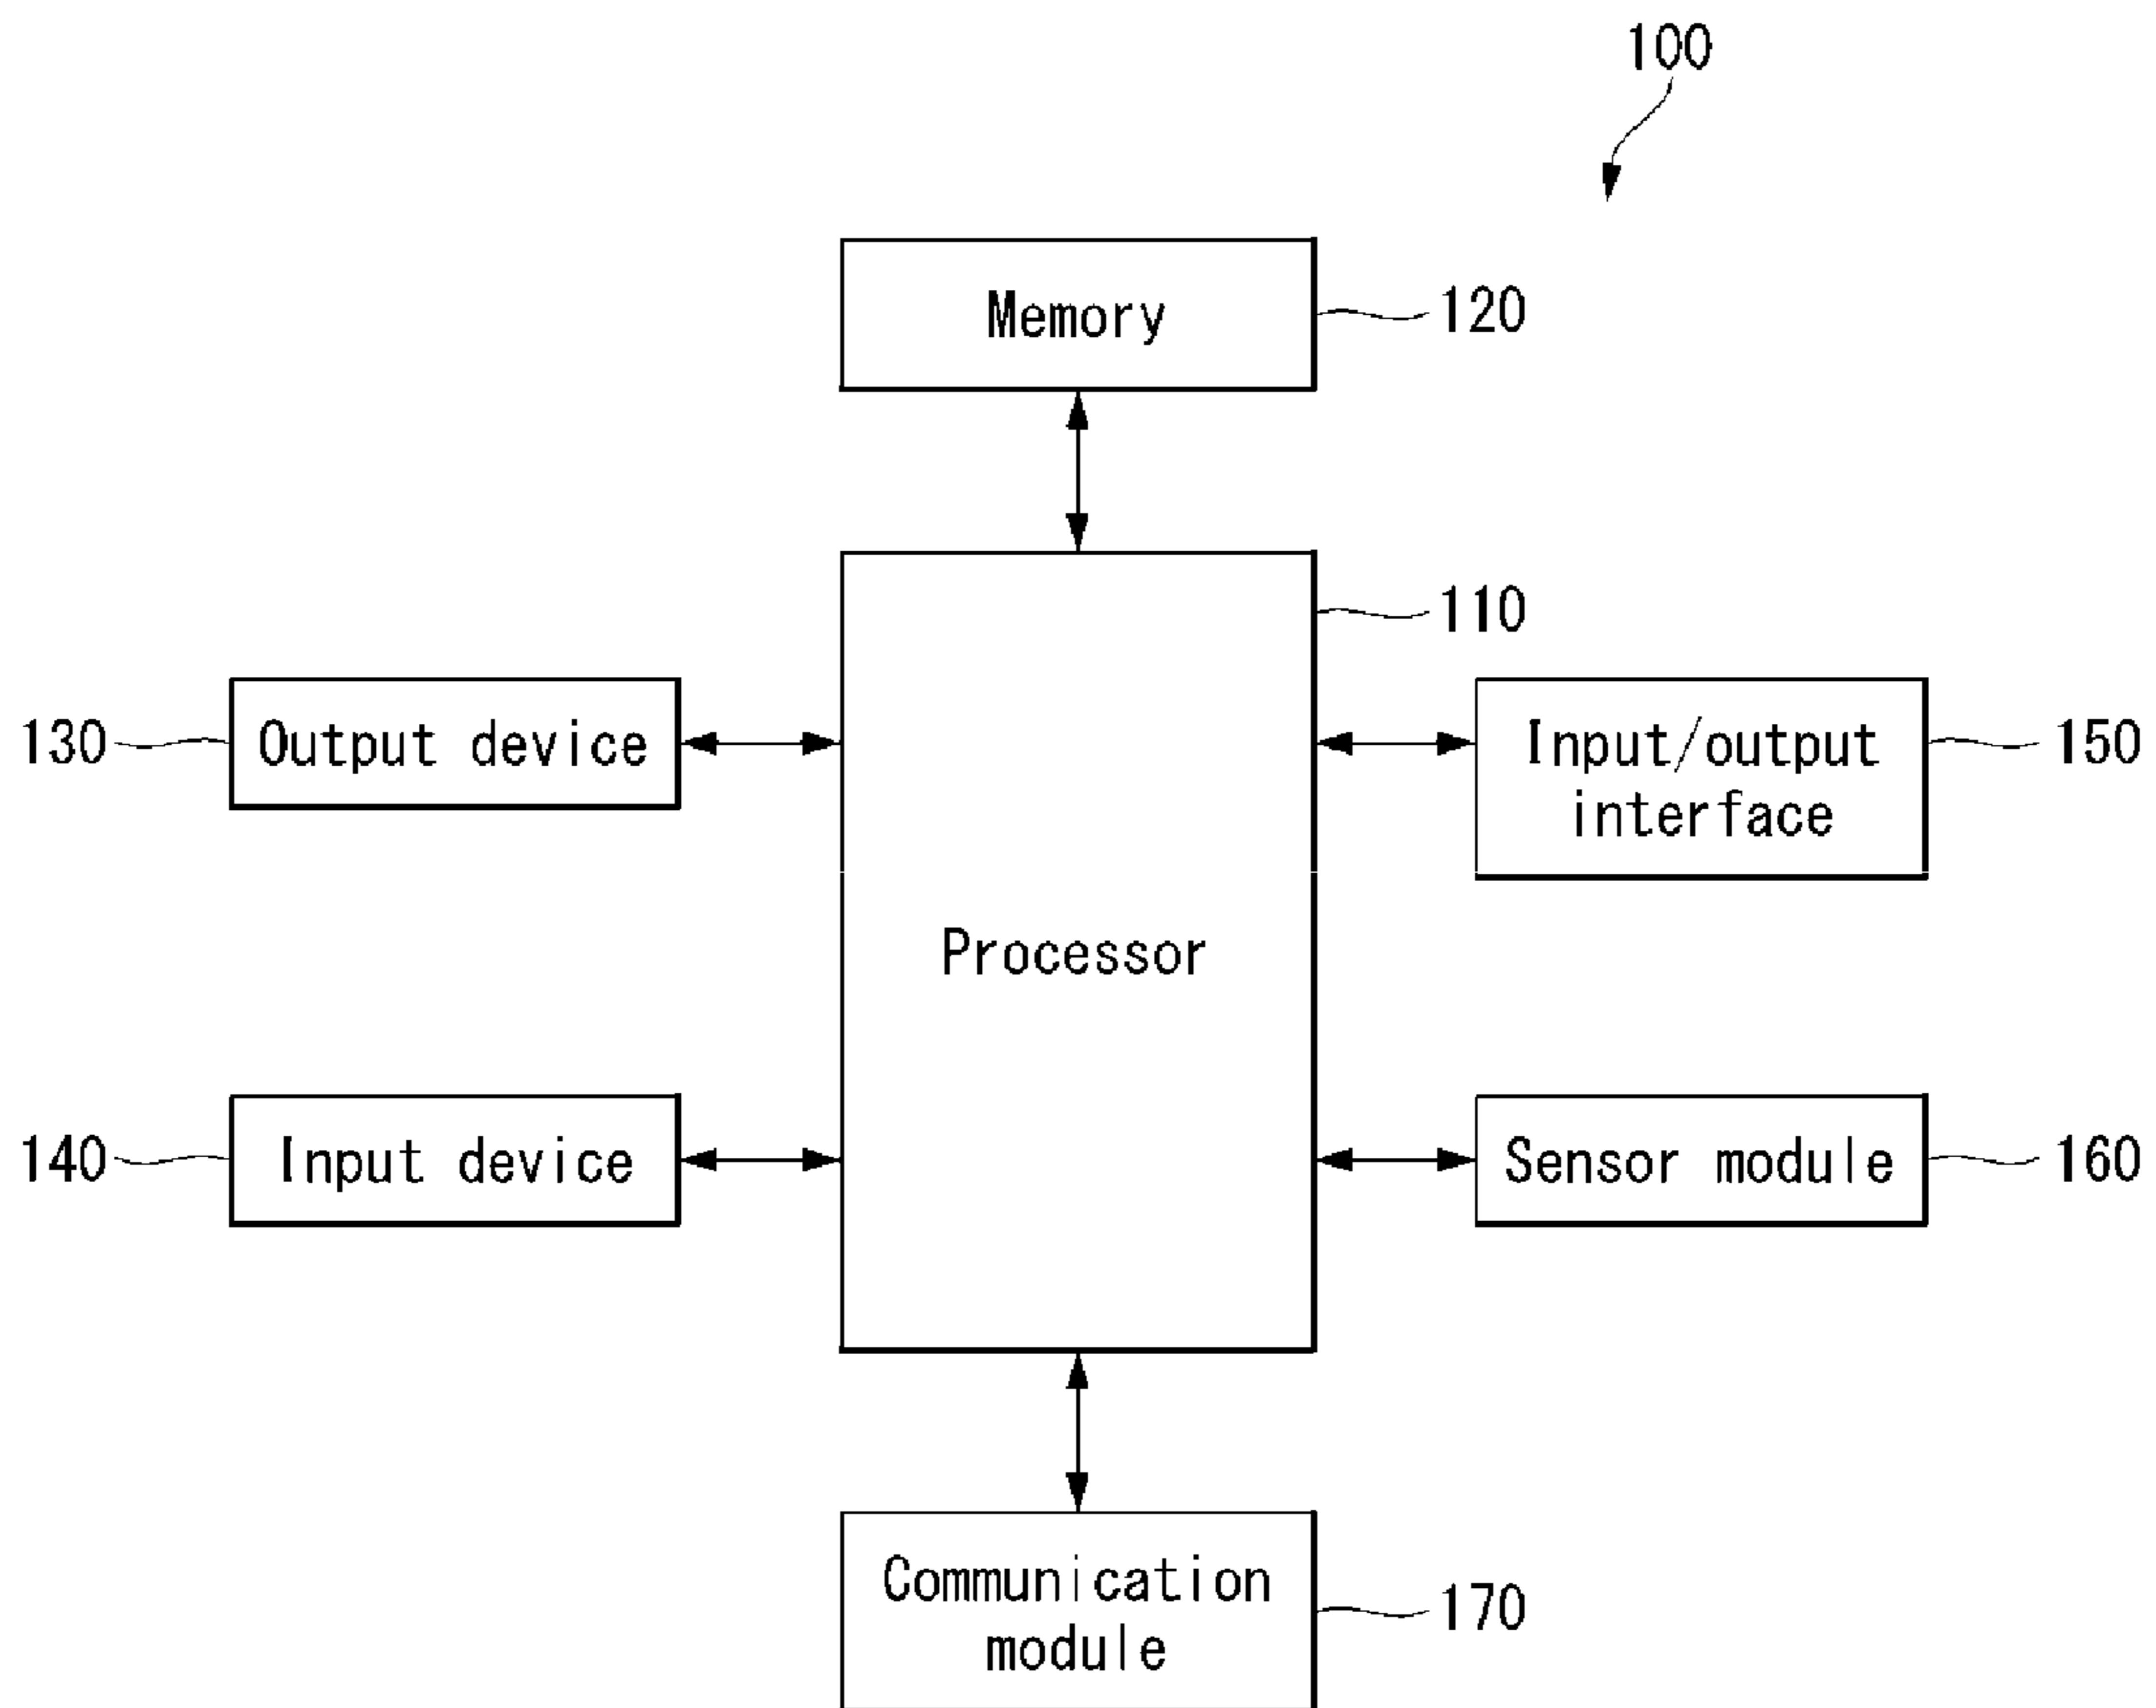 100
Memory
120
110
130
Output device
Input/output
interface
150
Processor
140
Input device
Sensor module
160
Communication
module
170